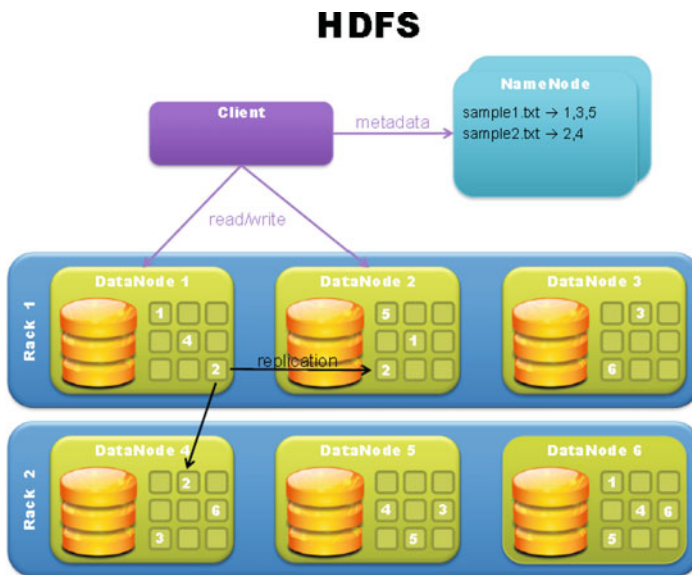 HDFS
NameNode
Client
sample1.txt → 1,3,5
metadata
sample2.txt → 2,4
read/write
Rack 1
DataNode 1
DataNode 2
DataNode 3
1
5
3
4
1
2
replication
2
6
Rack 2
DataNode 4
DataNode 5
DataNode 6
2
1
6
4
3
4
6
3
5
5